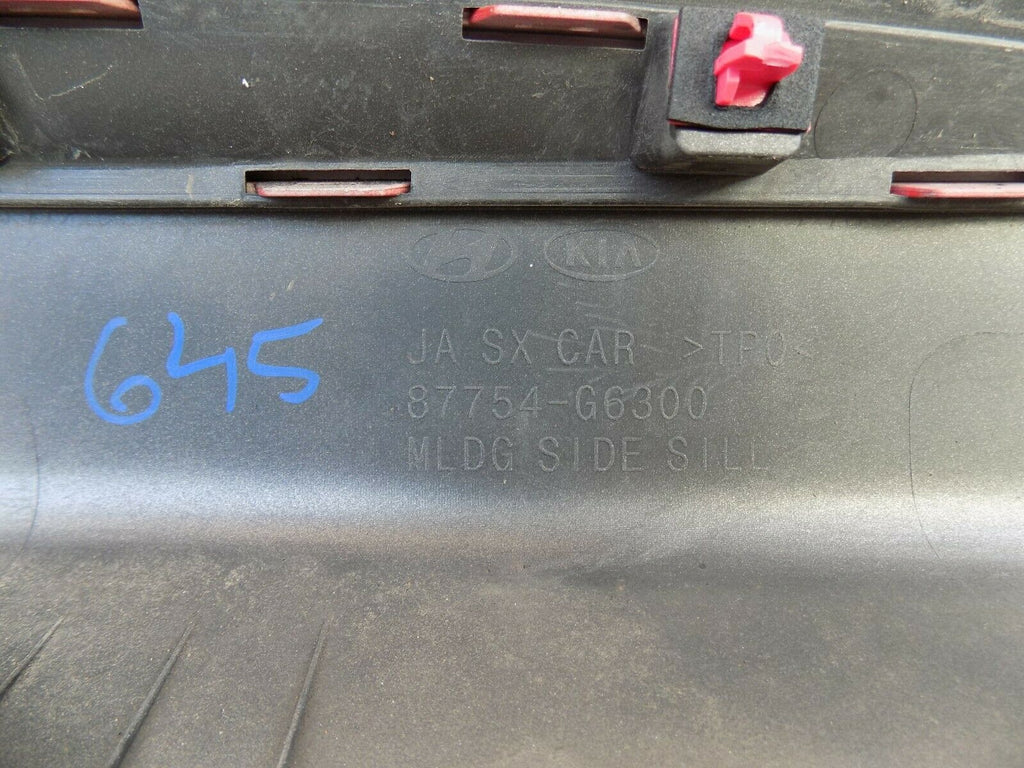 KIA
645
JA SX CAR >TPO<
87754-G6300
MLDG SIDE SILL